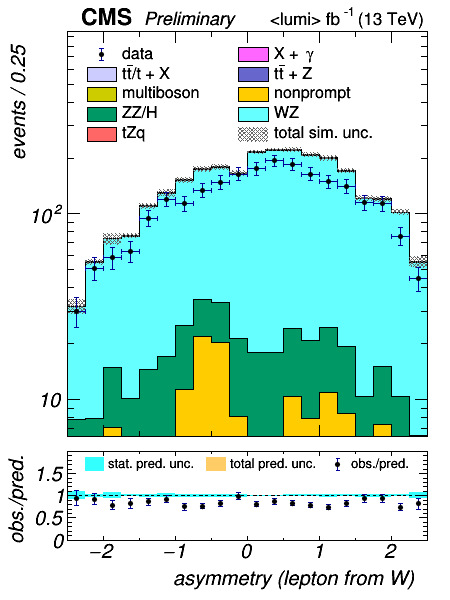 CMS Preliminary <lumi> fb⁻¹ (13 TeV)
events / 0.25
data
X + γ
tt̄/t + X
tt̄ + Z
multiboson
nonprompt
ZZ/H
WZ
tZq
total sim. unc.
10²
10
obs./pred.
stat. pred. unc. total pred. unc. obs./pred.
1.5
1
0.5
0
−2 −1 0 1 2
asymmetry (lepton from W)